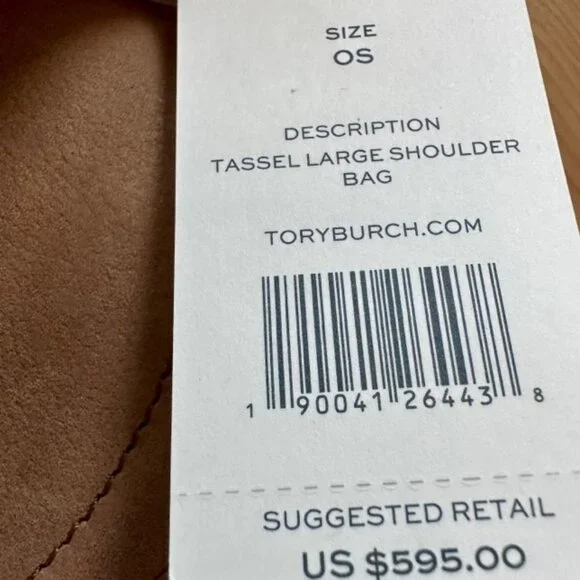 SIZE
OS
DESCRIPTION
TASSEL LARGE SHOULDER
BAG
TORYBURCH.COM
1 90041 26443 8
SUGGESTED RETAIL
US $595.00